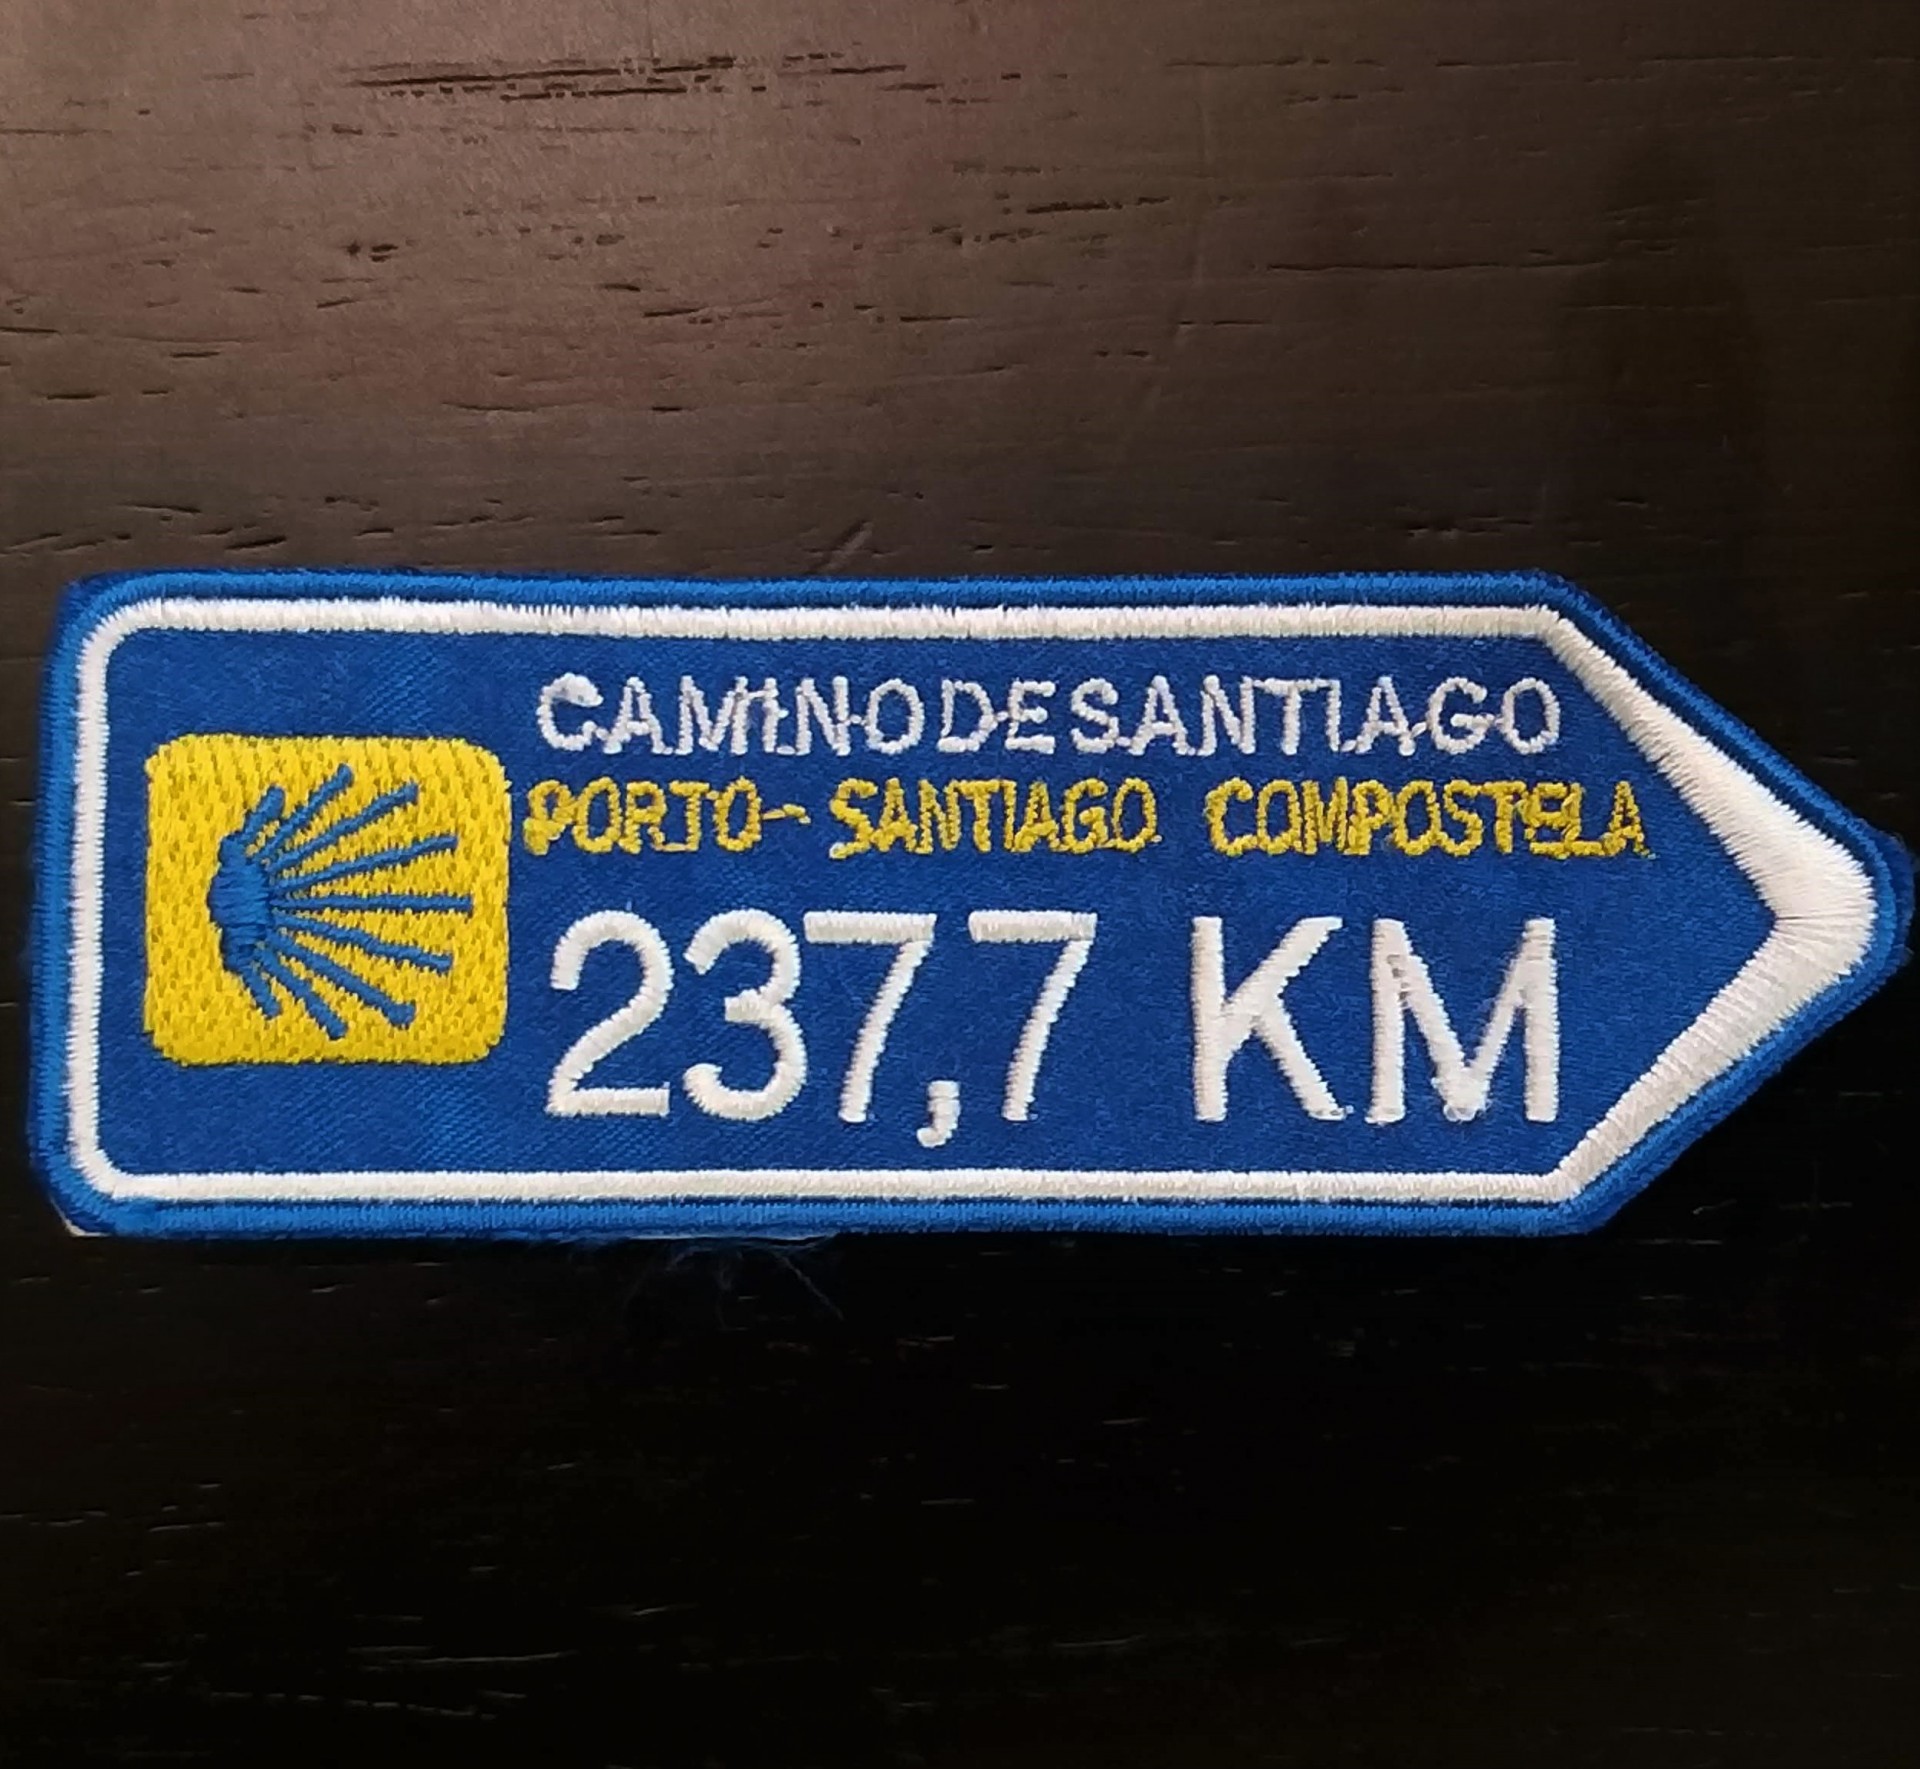 CAMINO DE SANTIAGO
PORTO- SANTIAGO COMPOSTELA
237,7 KM